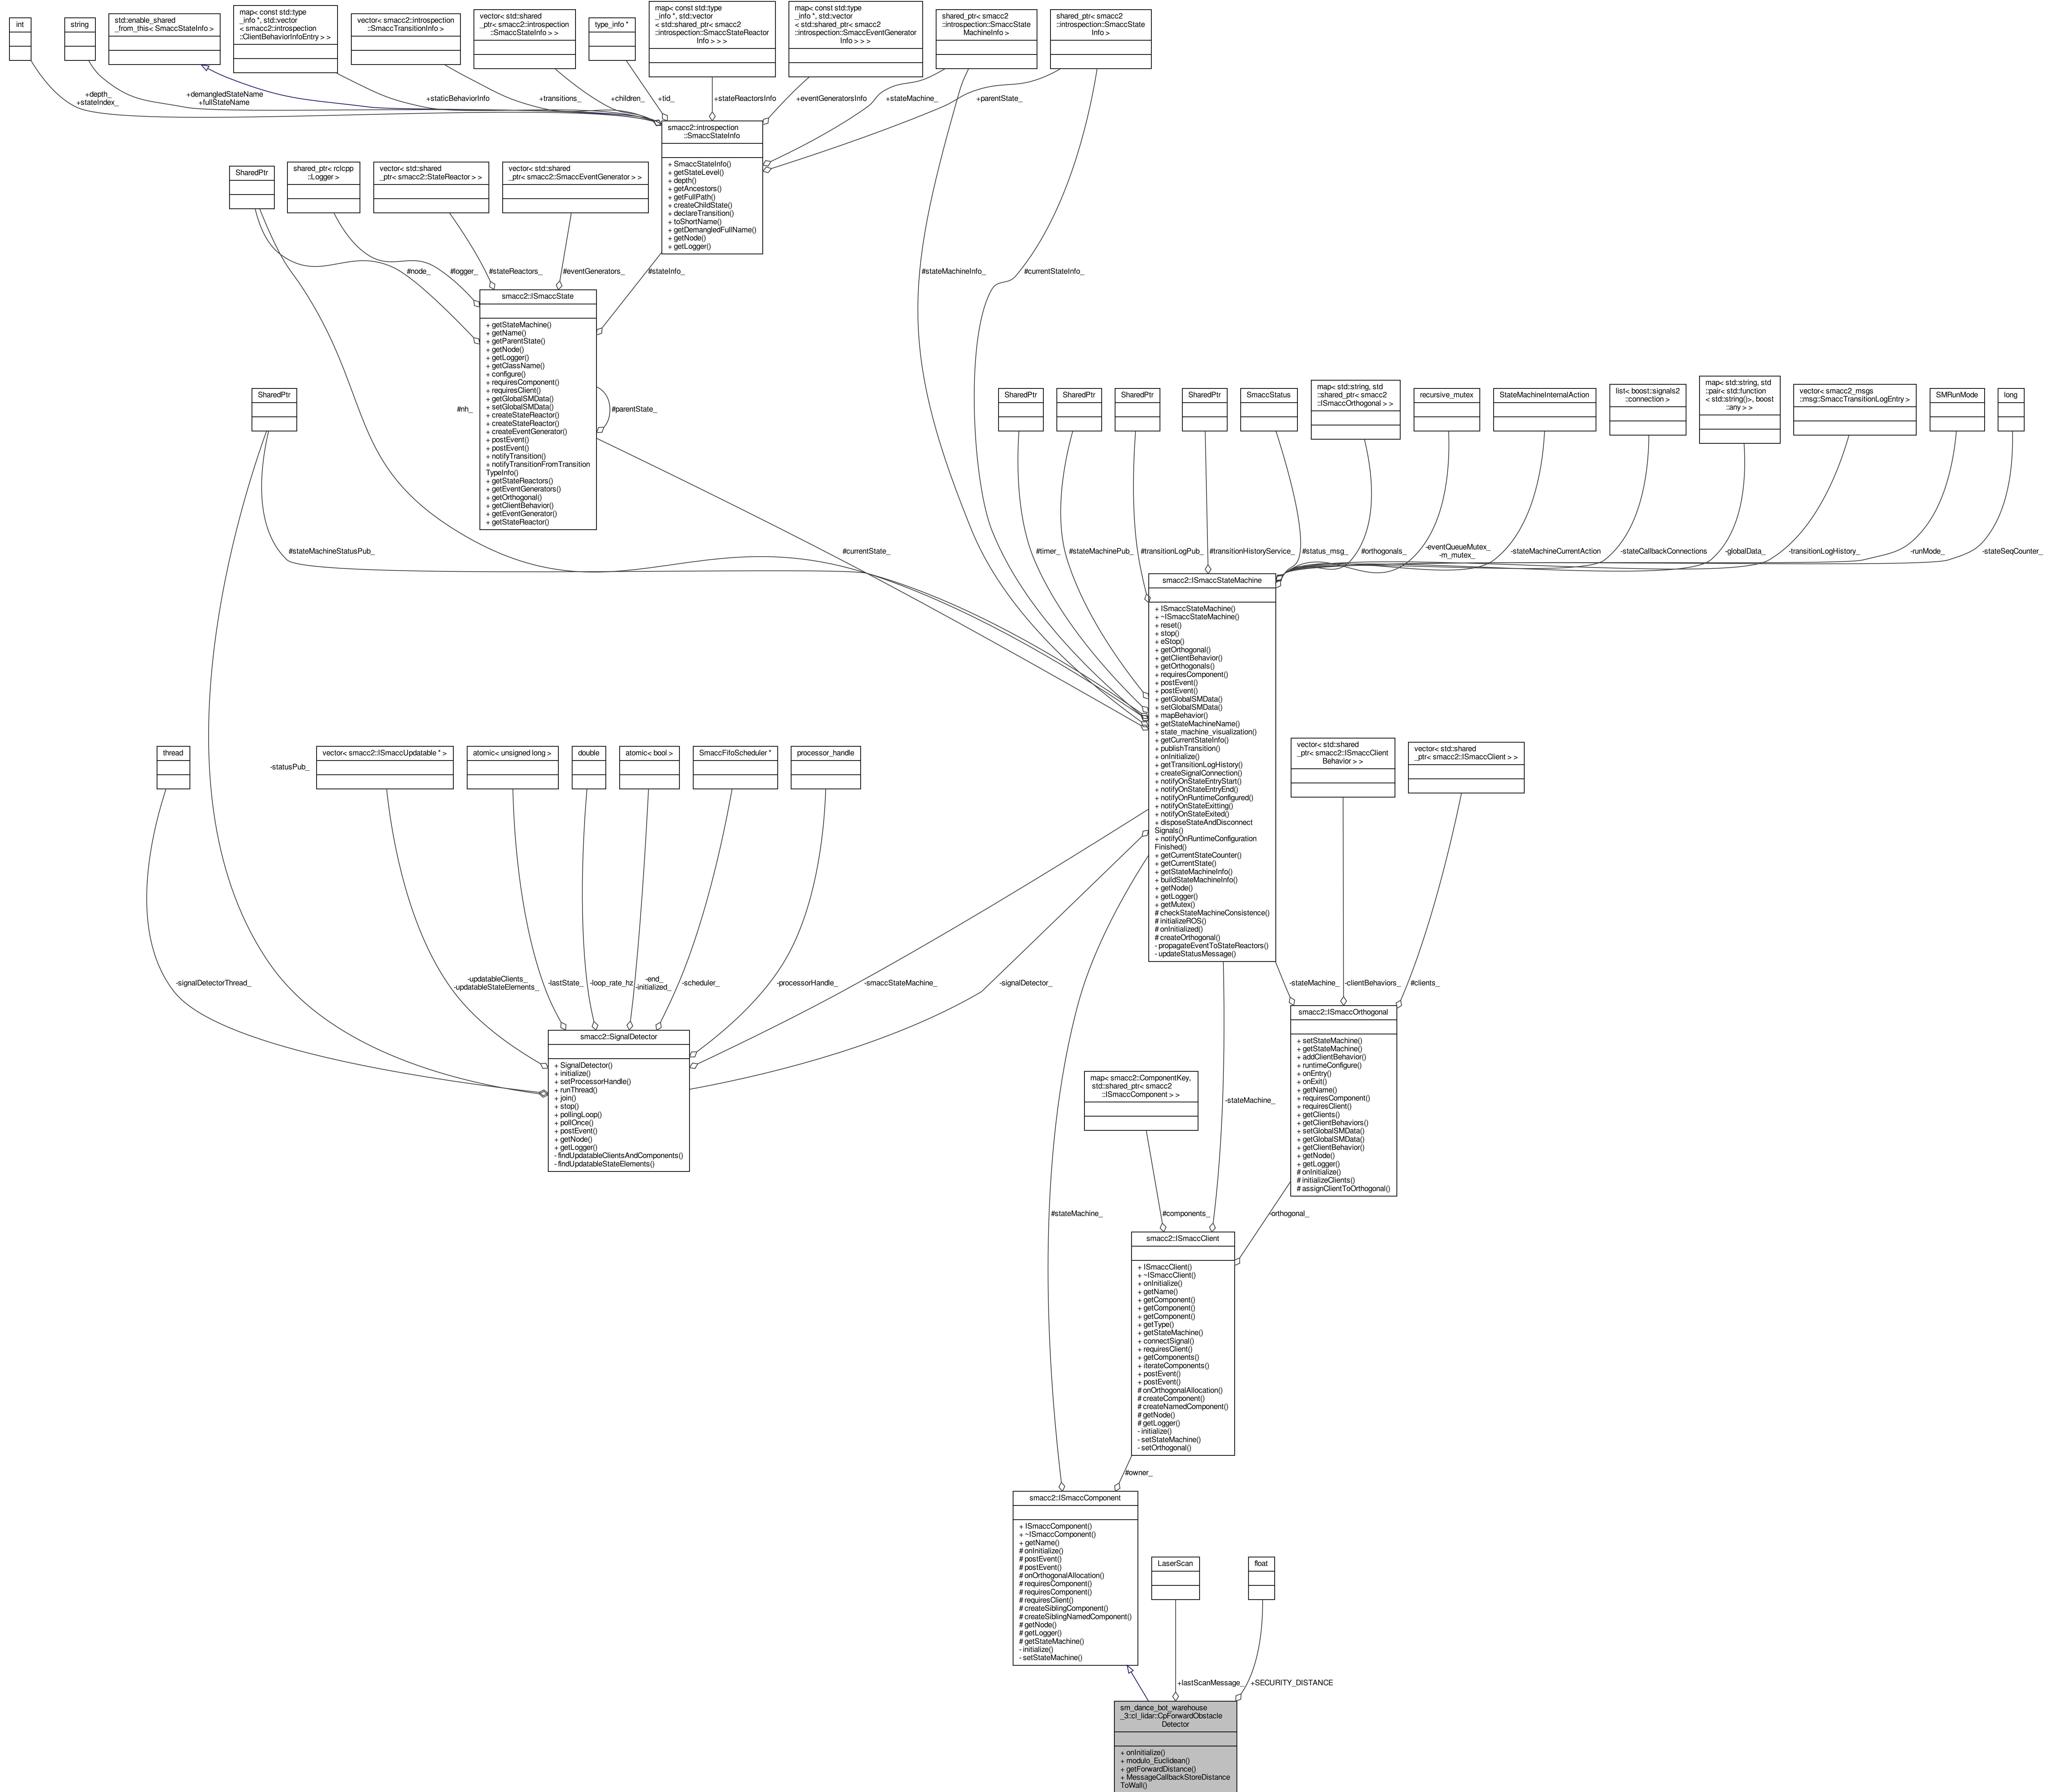 int
string
std::enable_shared
_from_this< SmaccStateInfo >
map< const std::type
_info *, std::vector
< smacc2::introspection
::ClientBehaviorInfoEntry > >
vector< smacc2::introspection
::SmaccTransitionInfo >
vector< std::shared
_ptr< smacc2::introspection
::SmaccStateInfo > >
type_info *
map< const std::type
_info *, std::vector
< std::shared_ptr< smacc2
::introspection::SmaccStateReactor
Info > > >
map< const std::type
_info *, std::vector
< std::shared_ptr< smacc2
::introspection::SmaccEventGenerator
Info > > >
shared_ptr< smacc2
::introspection::SmaccState
MachineInfo >
shared_ptr< smacc2
::introspection::SmaccState
Info >
+depth_
+stateIndex_
+demangledStateName
+fullStateName
+staticBehaviorInfo
+transitions_
+children_
+tid_
+stateReactorsInfo
+eventGeneratorsInfo
+stateMachine_
+parentState_
smacc2::introspection
::SmaccStateInfo
+ SmaccStateInfo()
+ getStateLevel()
+ depth()
+ getAncestors()
+ getFullPath()
+ createChildState()
+ declareTransition()
+ toShortName()
+ getDemangledFullName()
+ getNode()
+ getLogger()
SharedPtr
shared_ptr< rclcpp
::Logger >
vector< std::shared
_ptr< smacc2::StateReactor > >
vector< std::shared
_ptr< smacc2::SmaccEventGenerator > >
#node_
#logger_
#stateReactors_
#eventGenerators_
#stateInfo_
#stateMachineInfo_
#currentStateInfo_
smacc2::ISmaccState
+ getStateMachine()
+ getName()
+ getParentState()
+ getNode()
+ getLogger()
+ getClassName()
+ configure()
+ requiresComponent()
+ requiresClient()
+ getGlobalSMData()
+ setGlobalSMData()
+ createStateReactor()
+ createStateReactor()
+ createEventGenerator()
+ postEvent()
+ postEvent()
+ notifyTransition()
+ notifyTransitionFromTransition
TypeInfo()
+ getStateReactors()
+ getEventGenerators()
+ getOrthogonal()
+ getClientBehavior()
+ getEventGenerator()
+ getStateReactor()
#parentState_
#nh_
SharedPtr
SharedPtr
SharedPtr
SharedPtr
SharedPtr
SmaccStatus
map< std::string, std
::shared_ptr< smacc2
::ISmaccOrthogonal > >
recursive_mutex
StateMachineInternalAction
list< boost::signals2
::connection >
map< std::string, std
::pair< std::function
< std::string()>, boost
::any > >
vector< smacc2_msgs
::msg::SmaccTransitionLogEntry >
SMRunMode
long
#stateMachineStatusPub_
#currentState_
#timer_
#stateMachinePub_
#transitionLogPub_
#transitionHistoryService_
#status_msg_
#orthogonals_
-eventQueueMutex_
-m_mutex_
-stateMachineCurrentAction
-stateCallbackConnections
-globalData_
-transitionLogHistory_
-runMode_
-stateSeqCounter_
smacc2::ISmaccStateMachine
+ ISmaccStateMachine()
+ ~ISmaccStateMachine()
+ reset()
+ stop()
+ eStop()
+ getOrthogonal()
+ getClientBehavior()
+ getOrthogonals()
+ requiresComponent()
+ postEvent()
+ postEvent()
+ getGlobalSMData()
+ setGlobalSMData()
+ mapBehavior()
+ getStateMachineName()
+ state_machine_visualization()
+ getCurrentStateInfo()
+ publishTransition()
+ onInitialize()
+ getTransitionLogHistory()
+ createSignalConnection()
+ notifyOnStateEntryStart()
+ notifyOnStateEntryEnd()
+ notifyOnRuntimeConfigured()
+ notifyOnStateExitting()
+ notifyOnStateExited()
+ disposeStateAndDisconnect
Signals()
+ notifyOnRuntimeConfiguration
Finished()
+ getCurrentStateCounter()
+ getCurrentState()
+ getStateMachineInfo()
+ buildStateMachineInfo()
+ getNode()
+ getLogger()
+ getMutex()
# checkStateMachineConsistence()
# initializeROS()
# onInitialized()
# createOrthogonal()
- propagateEventToStateReactors()
- updateStatusMessage()
thread
-statusPub_
vector< smacc2::ISmaccUpdatable * >
atomic< unsigned long >
double
atomic< bool >
SmaccFifoScheduler *
processor_handle
vector< std::shared
_ptr< smacc2::ISmaccClient
Behavior > >
vector< std::shared
_ptr< smacc2::ISmaccClient > >
-signalDetectorThread_
-updatableClients_
-updatableStateElements_
-lastState_
-loop_rate_hz
-end_
-initialized_
-scheduler_
-processorHandle_
-smaccStateMachine_
-signalDetector_
-stateMachine_
-clientBehaviors_
#clients_
smacc2::SignalDetector
+ SignalDetector()
+ initialize()
+ setProcessorHandle()
+ runThread()
+ join()
+ stop()
+ pollingLoop()
+ pollOnce()
+ postEvent()
+ getNode()
+ getLogger()
- findUpdatableClientsAndComponents()
- findUpdatableStateElements()
smacc2::ISmaccOrthogonal
+ setStateMachine()
+ getStateMachine()
+ addClientBehavior()
+ runtimeConfigure()
+ onEntry()
+ onExit()
+ getName()
+ requiresComponent()
+ requiresClient()
+ getClients()
+ getClientBehaviors()
+ setGlobalSMData()
+ getGlobalSMData()
+ getClientBehavior()
+ getNode()
+ getLogger()
# onInitialize()
# initializeClients()
# assignClientToOrthogonal()
map< smacc2::ComponentKey,
std::shared_ptr< smacc2
::ISmaccComponent > >
-stateMachine_
#stateMachine_
#components_
-orthogonal_
smacc2::ISmaccClient
+ ISmaccClient()
+ ~ISmaccClient()
+ onInitialize()
+ getName()
+ getComponent()
+ getComponent()
+ getComponent()
+ getType()
+ getStateMachine()
+ connectSignal()
+ requiresClient()
+ getComponents()
+ iterateComponents()
+ postEvent()
+ postEvent()
# onOrthogonalAllocation()
# createComponent()
# createNamedComponent()
# getNode()
# getLogger()
- initialize()
- setStateMachine()
- setOrthogonal()
#owner_
smacc2::ISmaccComponent
+ ISmaccComponent()
+ ~ISmaccComponent()
+ getName()
# onInitialize()
# postEvent()
# postEvent()
# onOrthogonalAllocation()
# requiresComponent()
# requiresComponent()
# requiresClient()
# createSiblingComponent()
# createSiblingNamedComponent()
# getNode()
# getLogger()
# getStateMachine()
- initialize()
- setStateMachine()
LaserScan
float
+lastScanMessage_
+SECURITY_DISTANCE
sm_dance_bot_warehouse
_3::cl_lidar::CpForwardObstacle
Detector
+ onInitialize()
+ modulo_Euclidean()
+ getForwardDistance()
+ MessageCallbackStoreDistance
ToWall()